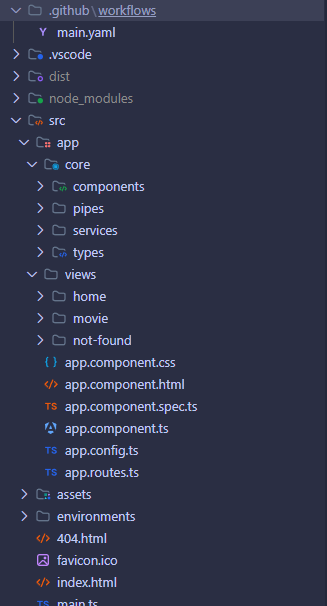 .github\workflows
Y main.yaml
.vscode
dist
node_modules
src
app
core
components
pipes
services
types
views
home
movie
not-found
{ } app.component.css
</> app.component.html
TS app.component.spec.ts
app.component.ts
TS app.config.ts
TS app.routes.ts
assets
environments
</> 404.html
favicon.ico
</> index.html
TS main.ts